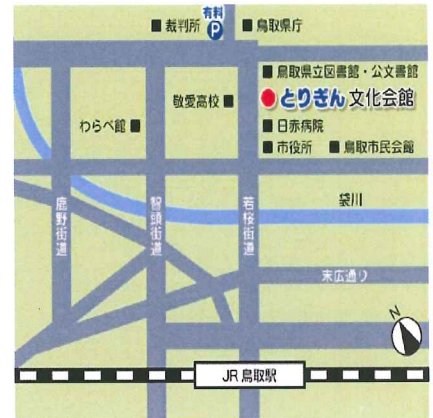 有料
P
■裁判所
■鳥取県庁
■鳥取県立図書館・公文書館
敬愛高校■
●とりぎん文化会館
わらべ館■
■日赤病院
■市役所 ■鳥取市民会館
鹿野街道
智頭街道
若桜街道
袋川
末広通り
N
JR鳥取駅